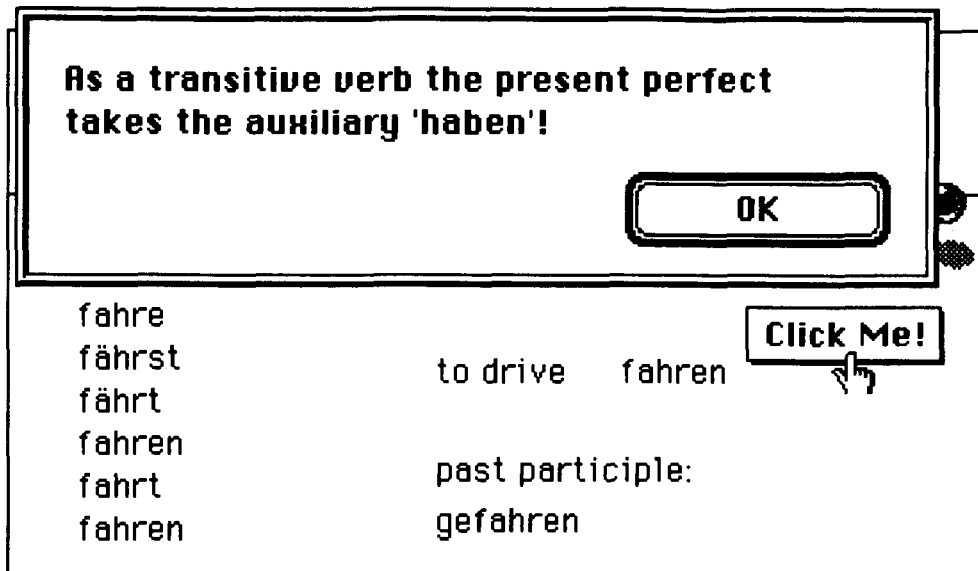 As a transitive verb the present perfect
takes the auxiliary 'haben'!
OK
Click Me!
fahre
fährst
fährt
fahren
fahrt
fahren
to drive fahren
past participle:
gefahren